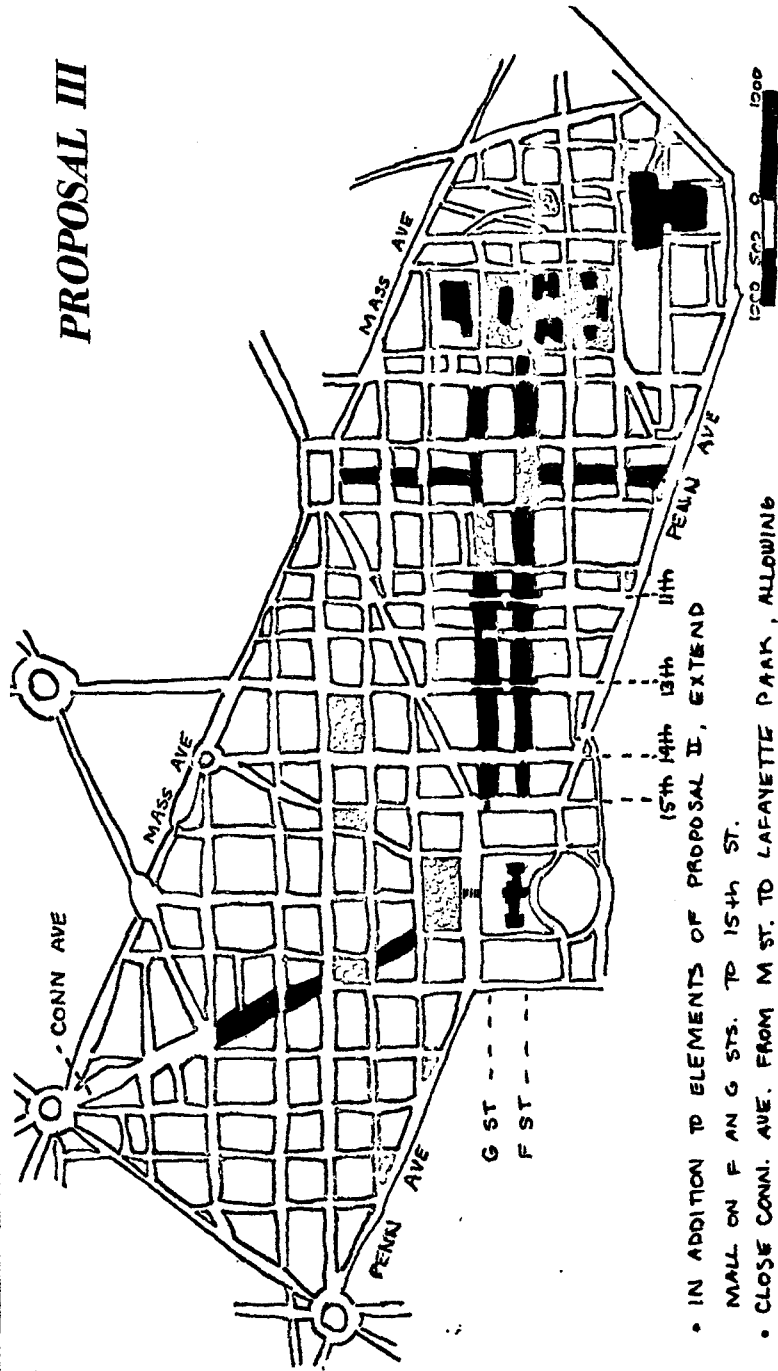 PROPOSAL III
CONN AVE
MASS AVE
MASS AVE
PENN AVE
PENN AVE
G ST
F ST
15th 14th 13th 11th
1000 500 0 1000
• IN ADDITION TO ELEMENTS OF PROPOSAL II, EXTEND
MALL ON F AN G STS. TO 15th ST.
• CLOSE CONN. AVE. FROM M ST. TO LAFAYETTE PARK, ALLOWING